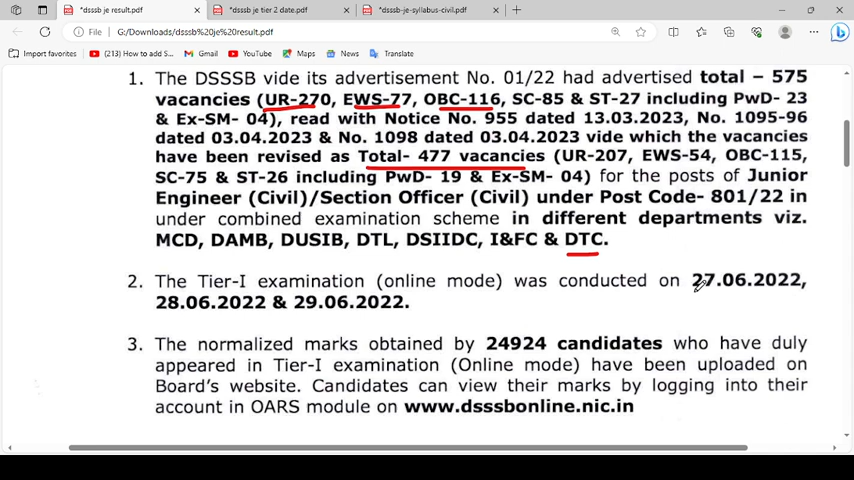 *dsssb je result.pdf
*dsssb je tier 2 date.pdf
*dsssb-je-syllabus-civil.pdf
File
G:/Downloads/dsssb%20je%20result.pdf
Import favorites
(213) How to add S...
Gmail
YouTube
Maps
News
Translate
1. The DSSSB vide its advertisement No. 01/22 had advertised total – 575
vacancies (UR-270, EWS-77, OBC-116, SC-85 & ST-27 including PwD- 23
& Ex-SM- 04), read with Notice No. 955 dated 13.03.2023, No. 1095-96
dated 03.04.2023 & No. 1098 dated 03.04.2023 vide which the vacancies
have been revised as Total- 477 vacancies (UR-207, EWS-54, OBC-115,
SC-75 & ST-26 including PwD- 19 & Ex-SM- 04) for the posts of Junior
Engineer (Civil)/Section Officer (Civil) under Post Code- 801/22 in
under combined examination scheme in different departments viz.
MCD, DAMB, DUSIB, DTL, DSIIDC, I&FC & DTC.
2. The Tier-I examination (online mode) was conducted on 27.06.2022,
28.06.2022 & 29.06.2022.
3. The normalized marks obtained by 24924 candidates who have duly
appeared in Tier-I examination (Online mode) have been uploaded on
Board's website. Candidates can view their marks by logging into their
account in OARS module on www.dsssbonline.nic.in